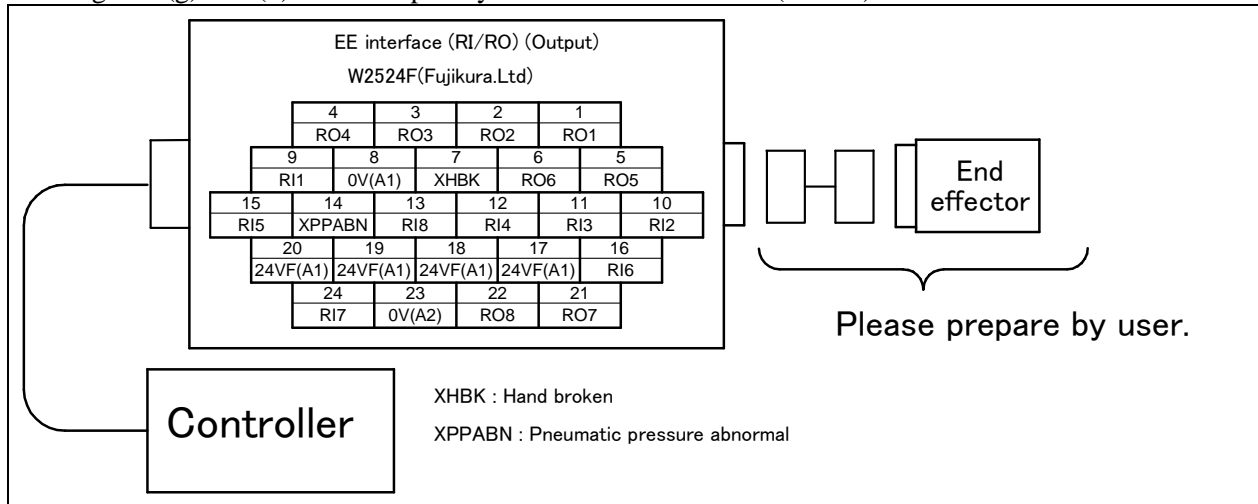 EE interface (RI/RO) (Output)
W2524F(Fujikura.Ltd)
4 3 2 1
RO4 RO3 RO2 RO1
9 8 7 6 5
RI1 0V(A1) XHBK RO6 RO5
15 14 13 12 11 10
RI5 XPPABN RI8 RI4 RI3 RI2
20 19 18 17 16
24VF(A1) 24VF(A1) 24VF(A1) 24VF(A1) RI6
24 23 22 21
RI7 0V(A2) RO8 RO7
End
effector
Please prepare by user.
Controller
XHBK : Hand broken
XPPABN : Pneumatic pressure abnormal